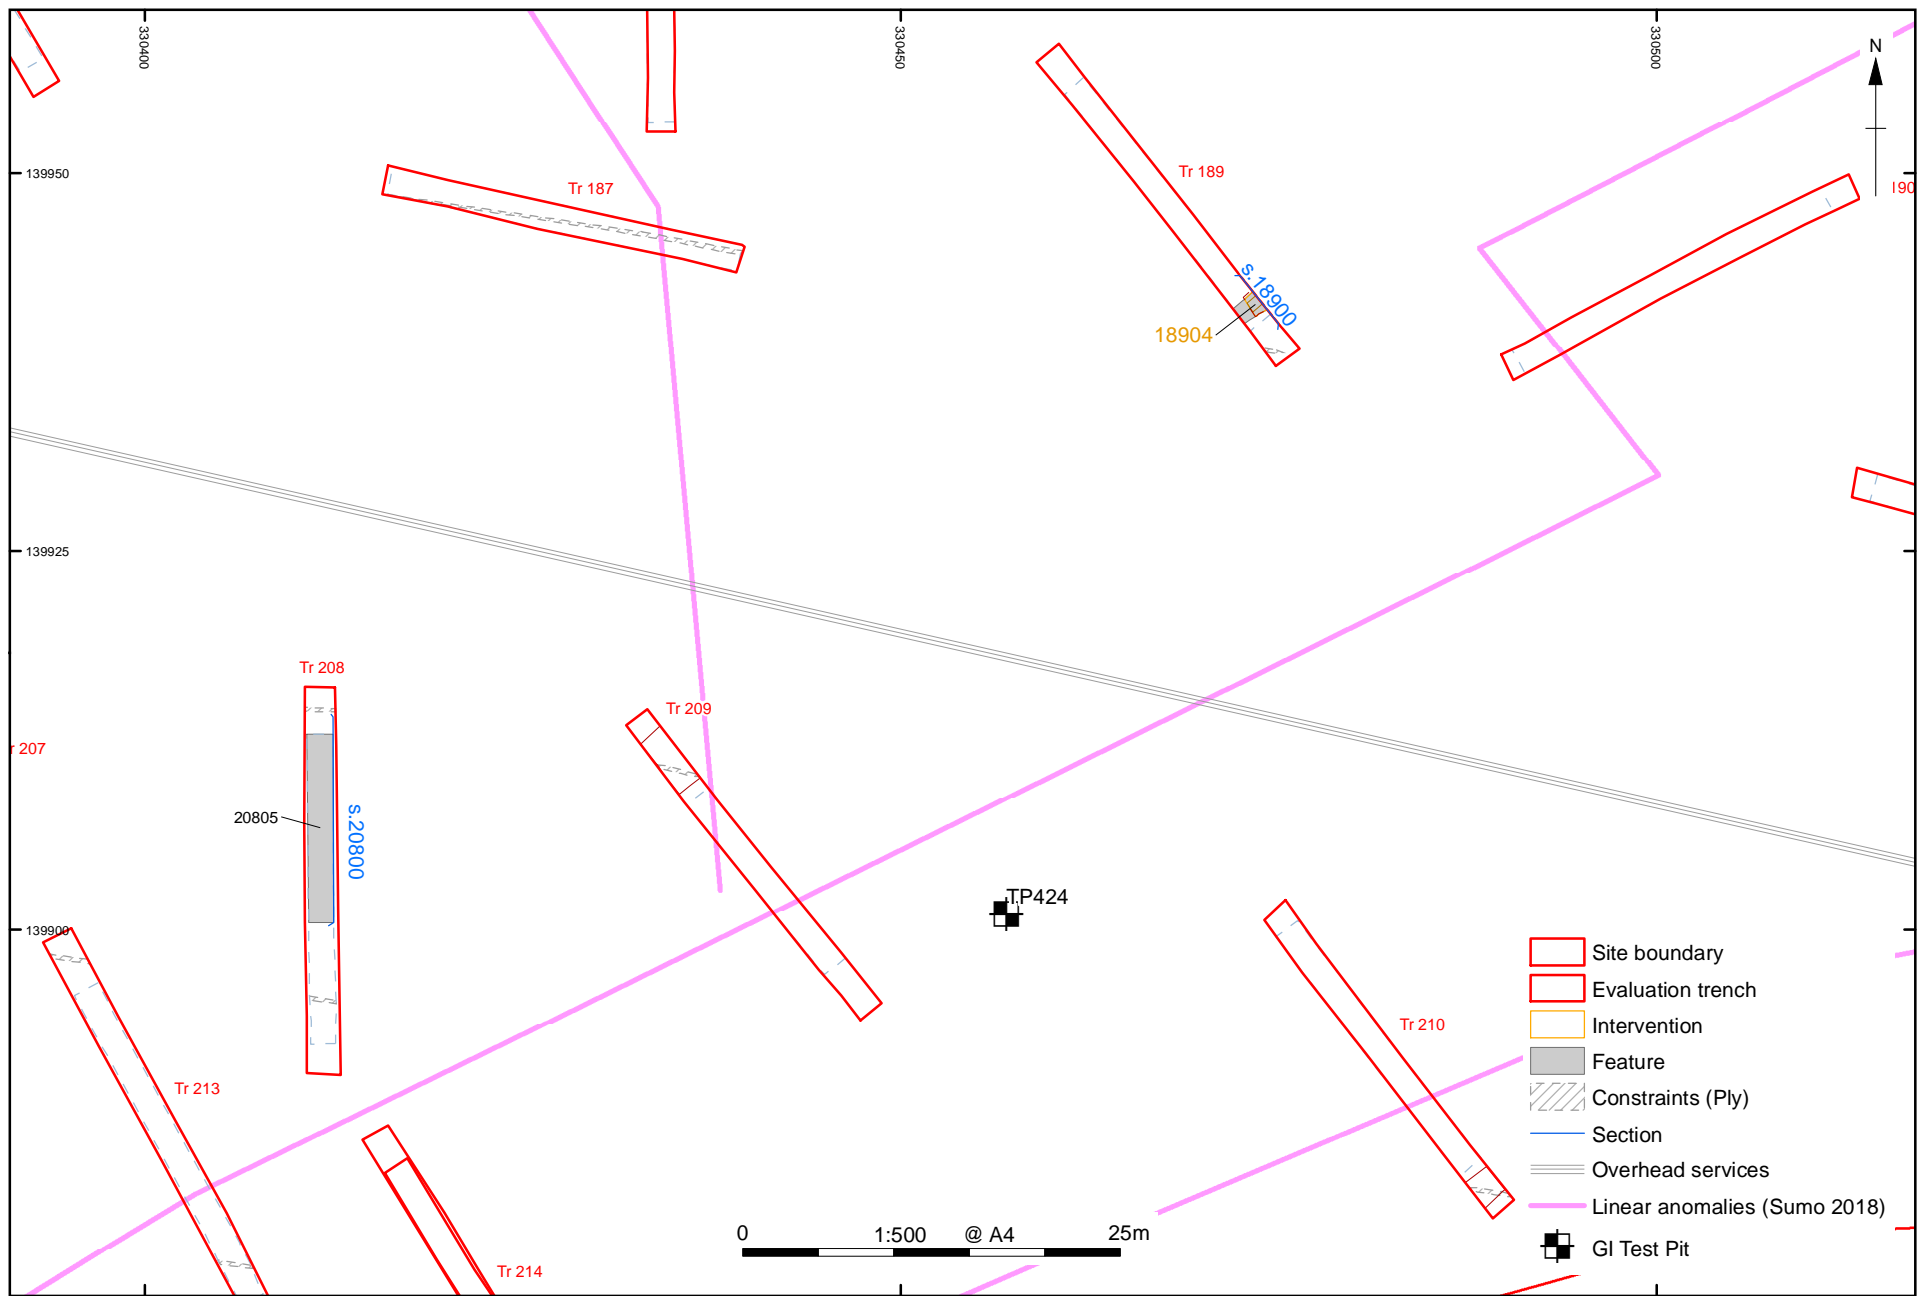 330400
330450
330500
N
139950
Tr 187
Tr 189
190
s.18900
18904
139925
Tr 208
Tr 209
r 207
20805
s.20800
TP424
139900
Site boundary
Evaluation trench
Tr 210
Intervention
Feature
Tr 213
Constraints (Ply)
Section
Overhead services
Linear anomalies (Sumo 2018)
0 1:500 @ A4 25m
GI Test Pit
Tr 214